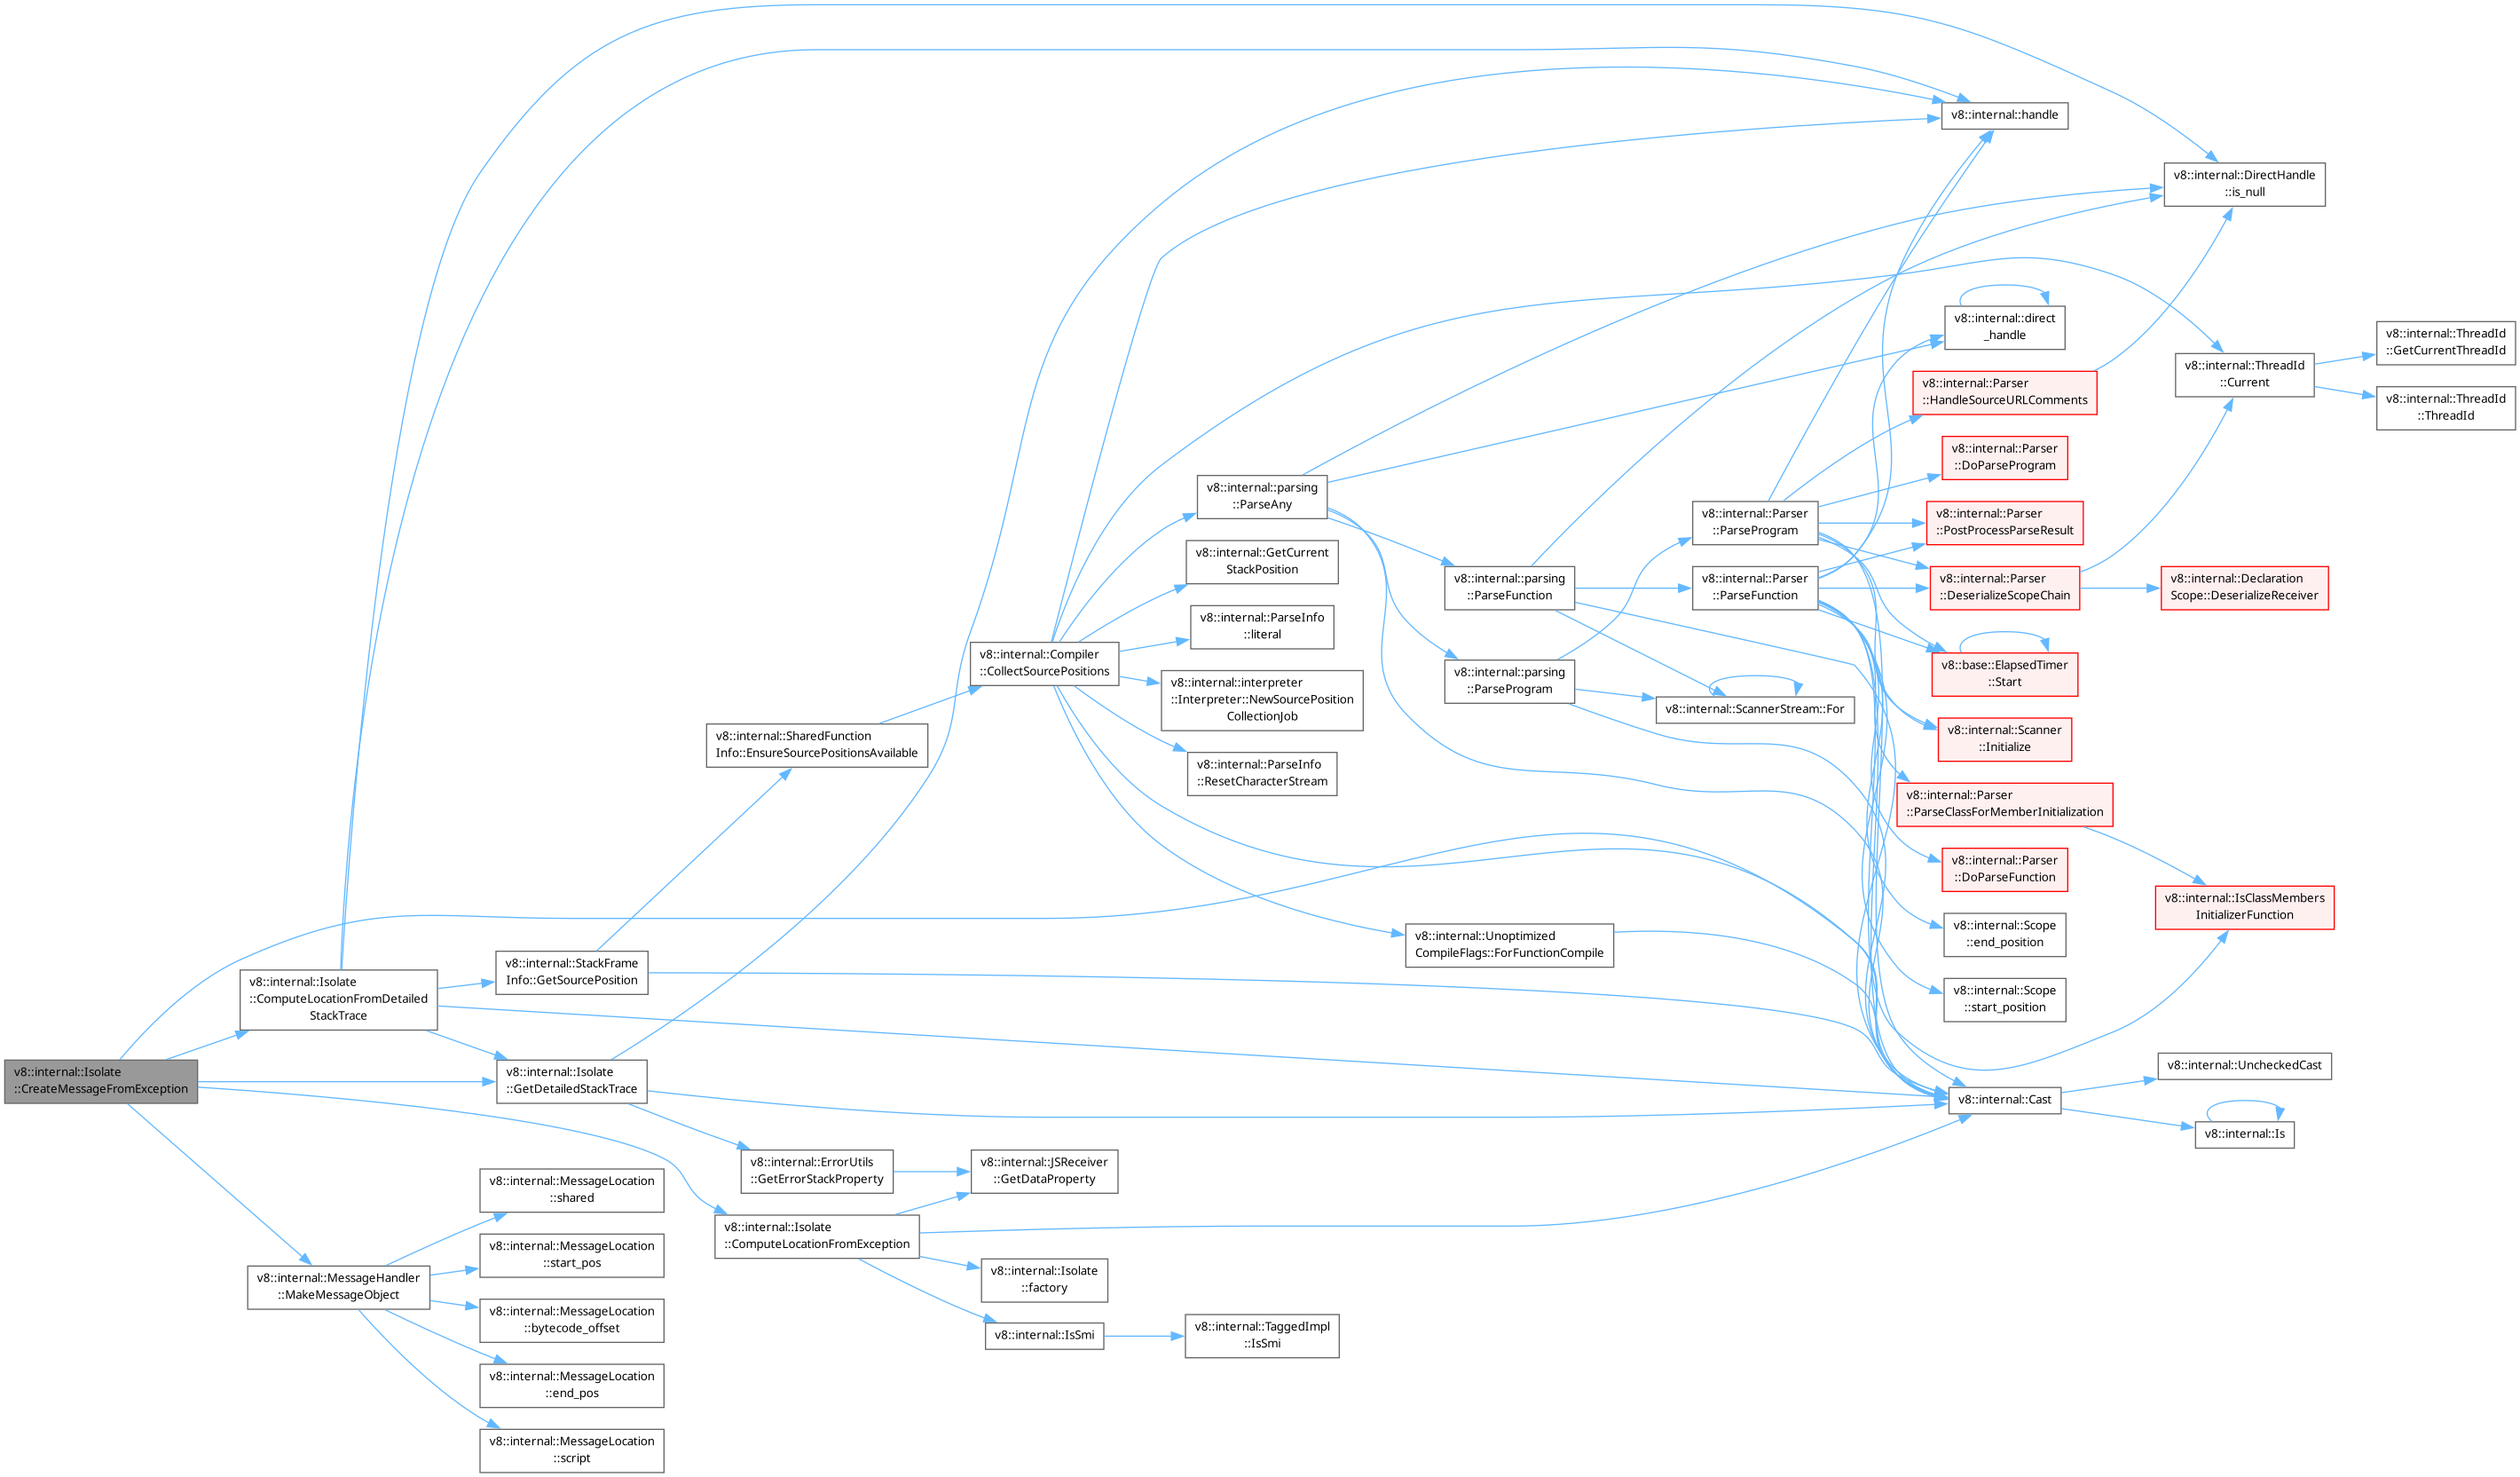 v8::internal::Isolate
::CreateMessageFromException
v8::internal::Isolate
::ComputeLocationFromDetailed
StackTrace
v8::internal::MessageHandler
::MakeMessageObject
v8::internal::StackFrame
Info::GetSourcePosition
v8::internal::Isolate
::GetDetailedStackTrace
v8::internal::MessageLocation
::shared
v8::internal::MessageLocation
::start_pos
v8::internal::MessageLocation
::bytecode_offset
v8::internal::MessageLocation
::end_pos
v8::internal::MessageLocation
::script
v8::internal::SharedFunction
Info::EnsureSourcePositionsAvailable
v8::internal::ErrorUtils
::GetErrorStackProperty
v8::internal::Isolate
::ComputeLocationFromException
v8::internal::Compiler
::CollectSourcePositions
v8::internal::JSReceiver
::GetDataProperty
v8::internal::Isolate
::factory
v8::internal::IsSmi
v8::internal::parsing
::ParseAny
v8::internal::GetCurrent
StackPosition
v8::internal::ParseInfo
::literal
v8::internal::interpreter
::Interpreter::NewSourcePosition
CollectionJob
v8::internal::ParseInfo
::ResetCharacterStream
v8::internal::TaggedImpl
::IsSmi
v8::internal::parsing
::ParseFunction
v8::internal::parsing
::ParseProgram
v8::internal::Unoptimized
CompileFlags::ForFunctionCompile
v8::internal::Parser
::ParseProgram
v8::internal::Parser
::ParseFunction
v8::internal::ScannerStream::For
v8::internal::handle
v8::internal::direct
_handle
v8::internal::Parser
::HandleSourceURLComments
v8::internal::Parser
::DoParseProgram
v8::internal::Parser
::PostProcessParseResult
v8::internal::Parser
::DeserializeScopeChain
v8::base::ElapsedTimer
::Start
v8::internal::Scanner
::Initialize
v8::internal::Parser
::ParseClassForMemberInitialization
v8::internal::Parser
::DoParseFunction
v8::internal::Scope
::end_position
v8::internal::Scope
::start_position
v8::internal::Cast
v8::internal::DirectHandle
::is_null
v8::internal::ThreadId
::Current
v8::internal::Declaration
Scope::DeserializeReceiver
v8::internal::IsClassMembers
InitializerFunction
v8::internal::UncheckedCast
v8::internal::Is
v8::internal::ThreadId
::GetCurrentThreadId
v8::internal::ThreadId
::ThreadId